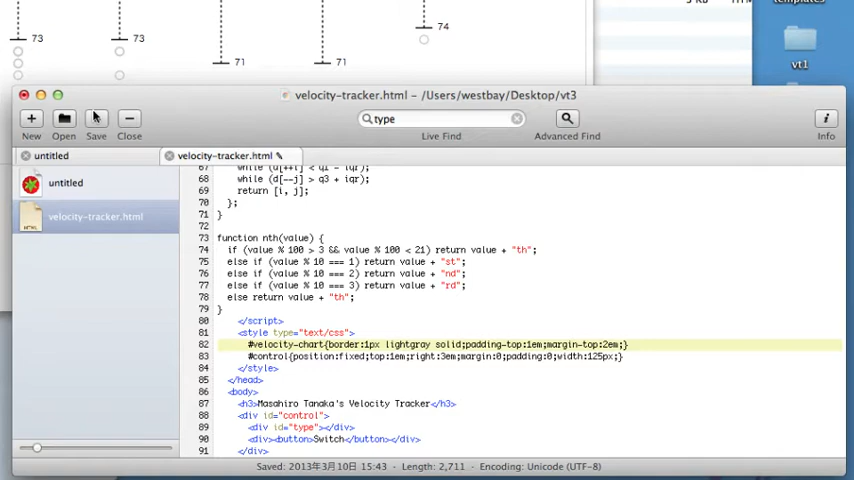 73
73
71
71
74
templates
vt1
velocity-tracker.html - /Users/westbay/Desktop/vt3
New
Open
Save
Close
type
Live Find
Advanced Find
Info
untitled
velocity-tracker.html
untitled
velocity-tracker.html
67 while (d[++i] < q1 - iqr);
68 while (d[--j] > q3 + iqr);
69 return [i, j];
70 };
71 }
72
73 function nth(value) {
74 if (value % 100 > 3 && value % 100 < 21) return value + "th";
75 else if (value % 10 === 1) return value + "st";
76 else if (value % 10 === 2) return value + "nd";
77 else if (value % 10 === 3) return value + "rd";
78 else return value + "th";
79 }
80 </script>
81 <style type="text/css">
82 #velocity-chart{border:1px lightgray solid;padding-top:1em;margin-top:2em;}
83 #control{position:fixed;top:1em;right:3em;margin:0;padding:0;width:125px;}
84 </style>
85 </head>
86 <body>
87 <h3>Masahiro Tanaka's Velocity Tracker</h3>
88 <div id="control">
89 <div id="type"></div>
90 <div><button>Switch</button></div>
91 </div>
Saved: 2013年3月10日 15:43 - Length: 2,711 - Encoding: Unicode (UTF-8)